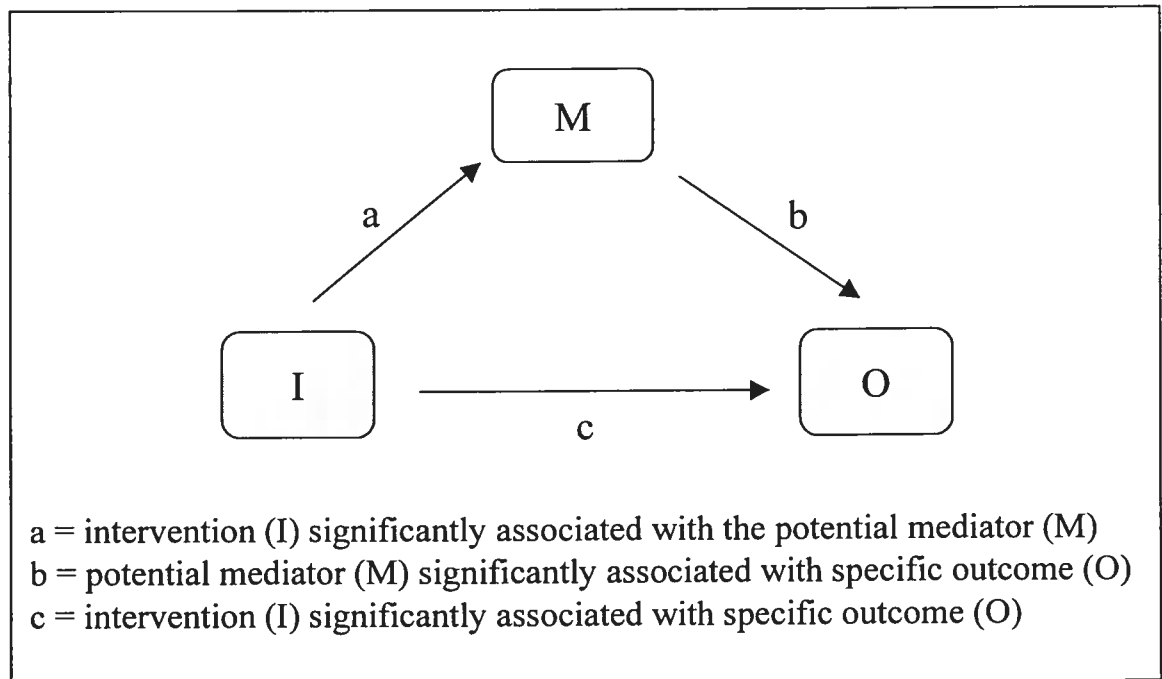 M
a
b
I
O
c
a = intervention (I) significantly associated with the potential mediator (M)
b = potential mediator (M) significantly associated with specific outcome (O)
c = intervention (I) significantly associated with specific outcome (O)